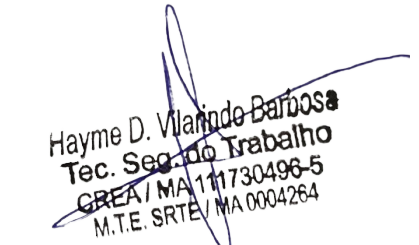 Hayme D. Vilarindo Barbosa
Tec. Seg. do Trabalho
CREA / MA 111730496-5
M.T.E. SRTE / MA 0004264